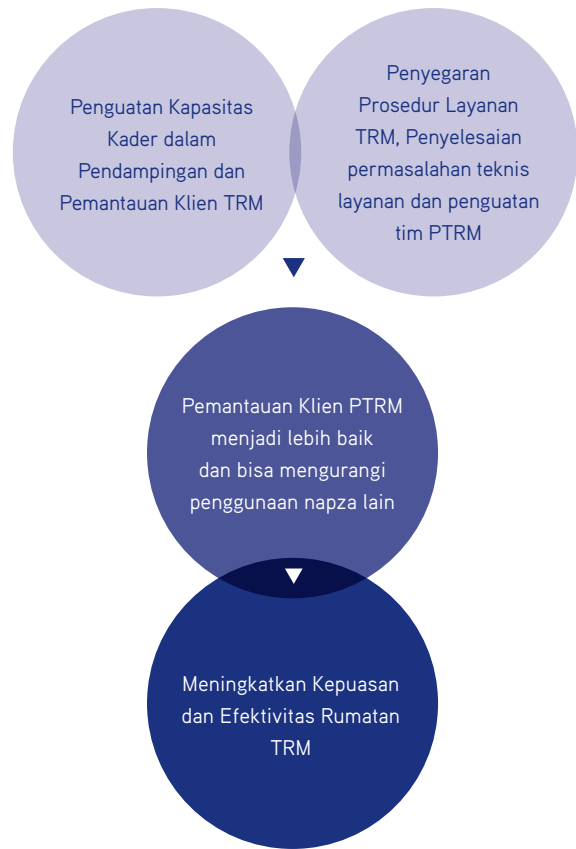 Penguatan Kapasitas
Kader dalam
Pendampingan dan
Pemantauan Klien TRM
Penyegaran
Prosedur Layanan
TRM, Penyelesaian
permasalahan teknis
layanan dan penguatan
tim PTRM
Pemantauan Klien PTRM
menjadi lebih baik
dan bisa mengurangi
penggunaan napza lain
Meningkatkan Kepuasan
dan Efektivitas Rumatan
TRM